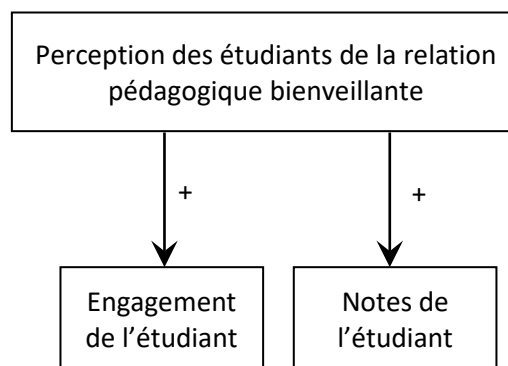 Perception des étudiants de la relation
pédagogique bienveillante
+
+
Engagement
de l’étudiant
Notes de
l’étudiant